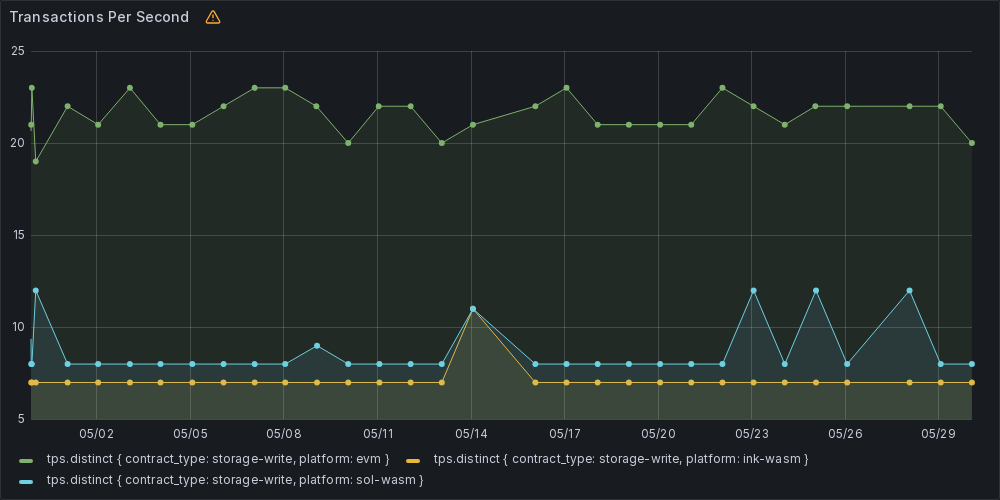 Transactions Per Second
25
20
15
10
5
05/02 05/05 05/08 05/11 05/14 05/17 05/20 05/23 05/26 05/29
tps.distinct { contract_type: storage-write, platform: evm } tps.distinct { contract_type: storage-write, platform: ink-wasm }
tps.distinct { contract_type: storage-write, platform: sol-wasm }